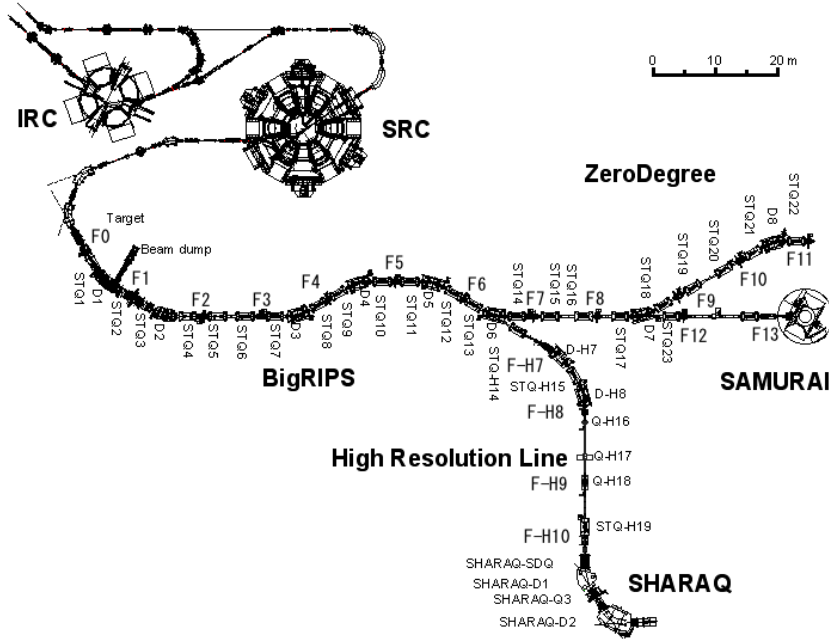 0 10 20 m
IRC
SRC
ZeroDegree
Target
F0
Beam dump
F1
STQ1
D1
STQ2
STQ3
D2
F2
STQ4
STQ5
STQ6
F3
STQ7
D3
F4
STQ8
STQ9
D4
F5
STQ10
STQ11
D5
STQ12
F6
STQ13
D6
STQ14
F7
STQ15
STQ16
F8
STQ17
STQ18
D7
STQ19
F9
STQ20
STQ21
F10
D8
STQ22
F11
STQ23
F12
F13
BigRIPS
SAMURAI
STQ-H14
F-H7
D-H7
STQ-H15
D-H8
F-H8
Q-H16
High Resolution Line
Q-H17
F-H9
Q-H18
F-H10
STQ-H19
SHARAQ-SDQ
SHARAQ-D1
SHARAQ
SHARAQ-Q3
SHARAQ-D2